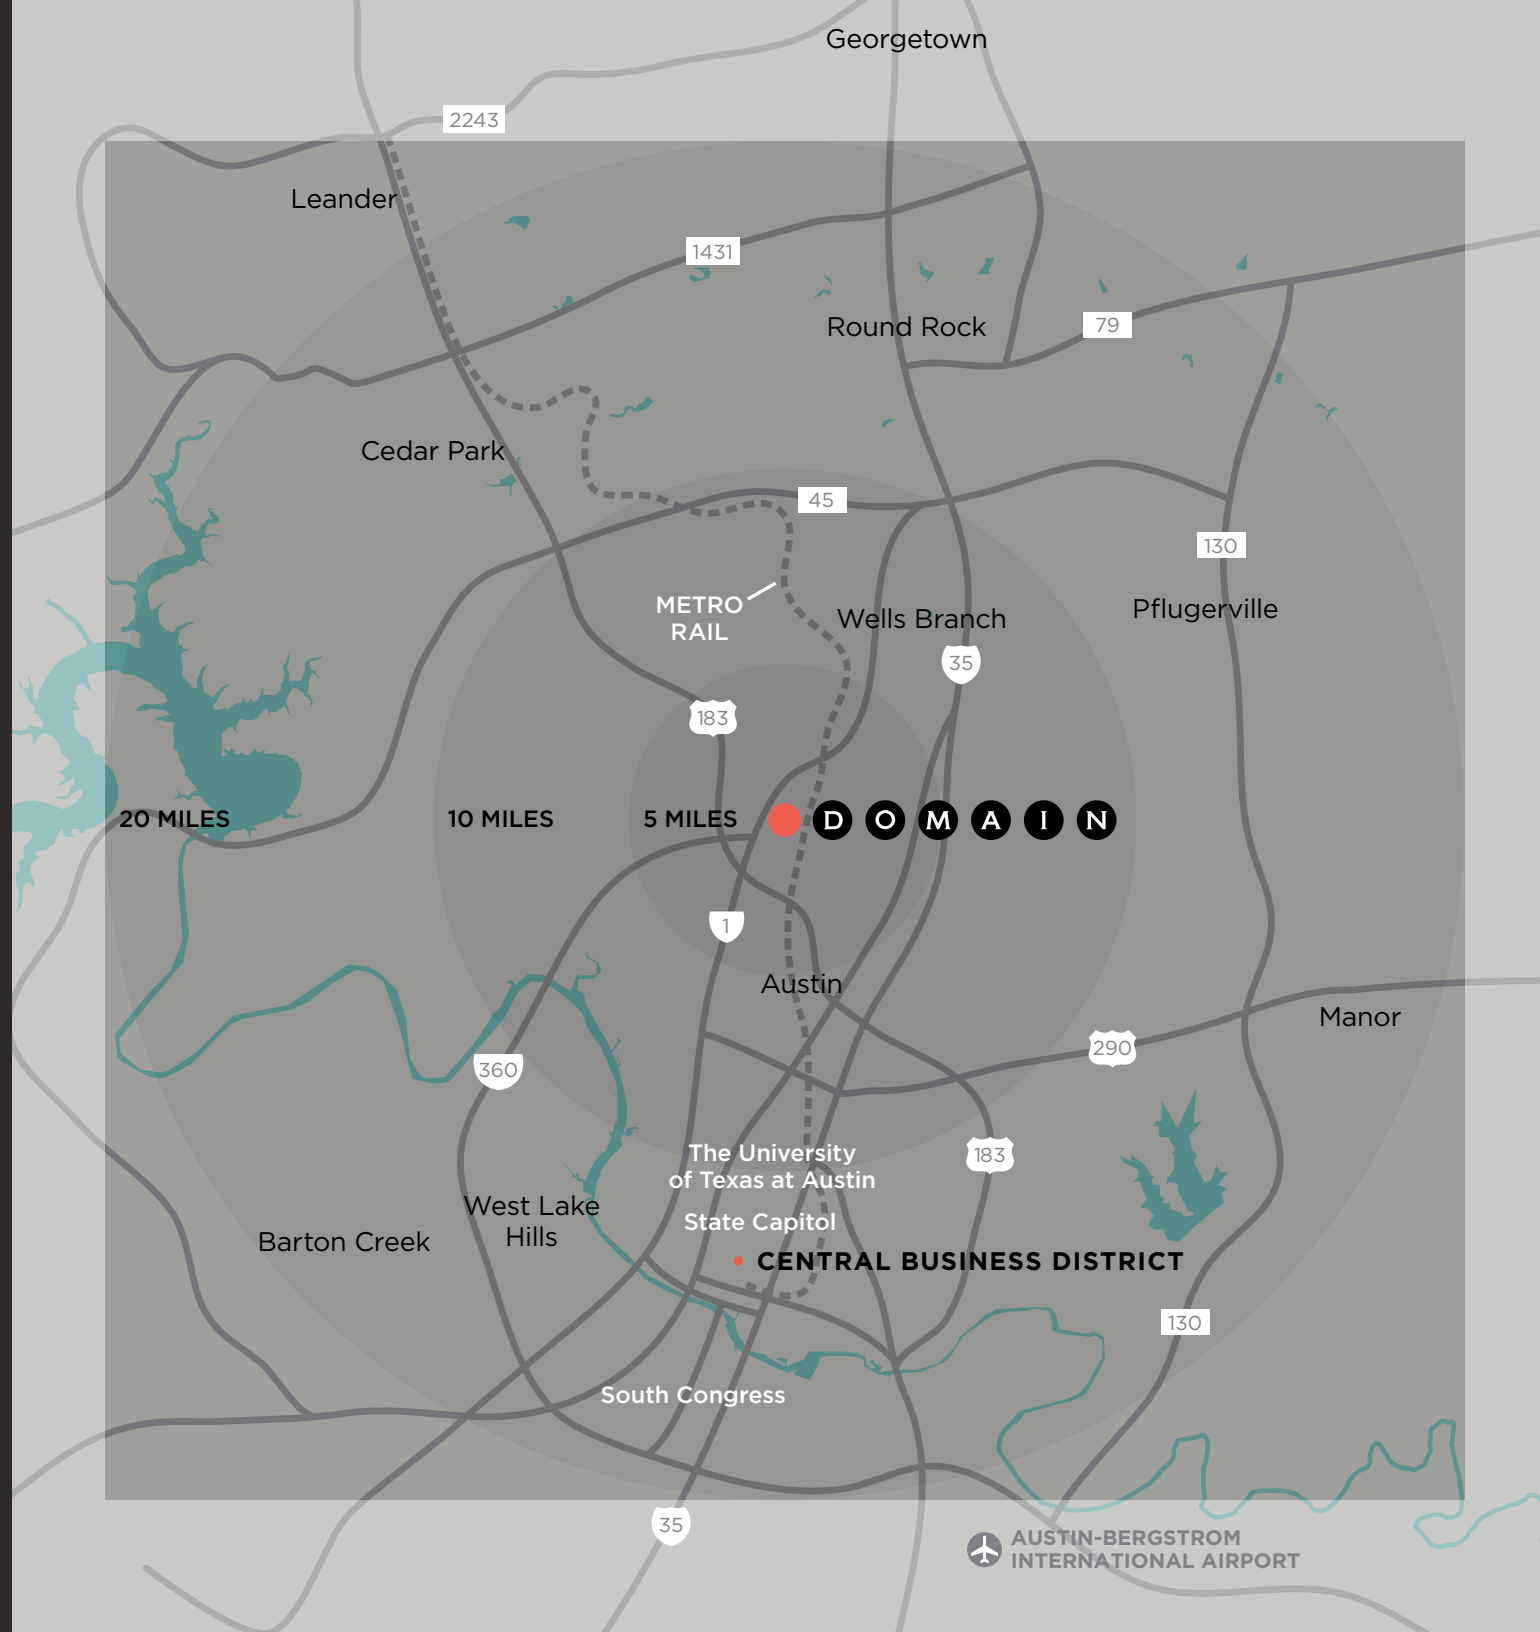 Georgetown
2243
Leander
1431
79
Round Rock
Cedar Park
45
130
METRO
RAIL
Wells Branch
Pflugerville
35
183
20 MILES
10 MILES
5 MILES
DOMAIN
1
Austin
Manor
290
360
The University
of Texas at Austin
183
West Lake
Hills
State Capitol
Barton Creek
CENTRAL BUSINESS DISTRICT
130
South Congress
35
AUSTIN-BERGSTROM
INTERNATIONAL AIRPORT